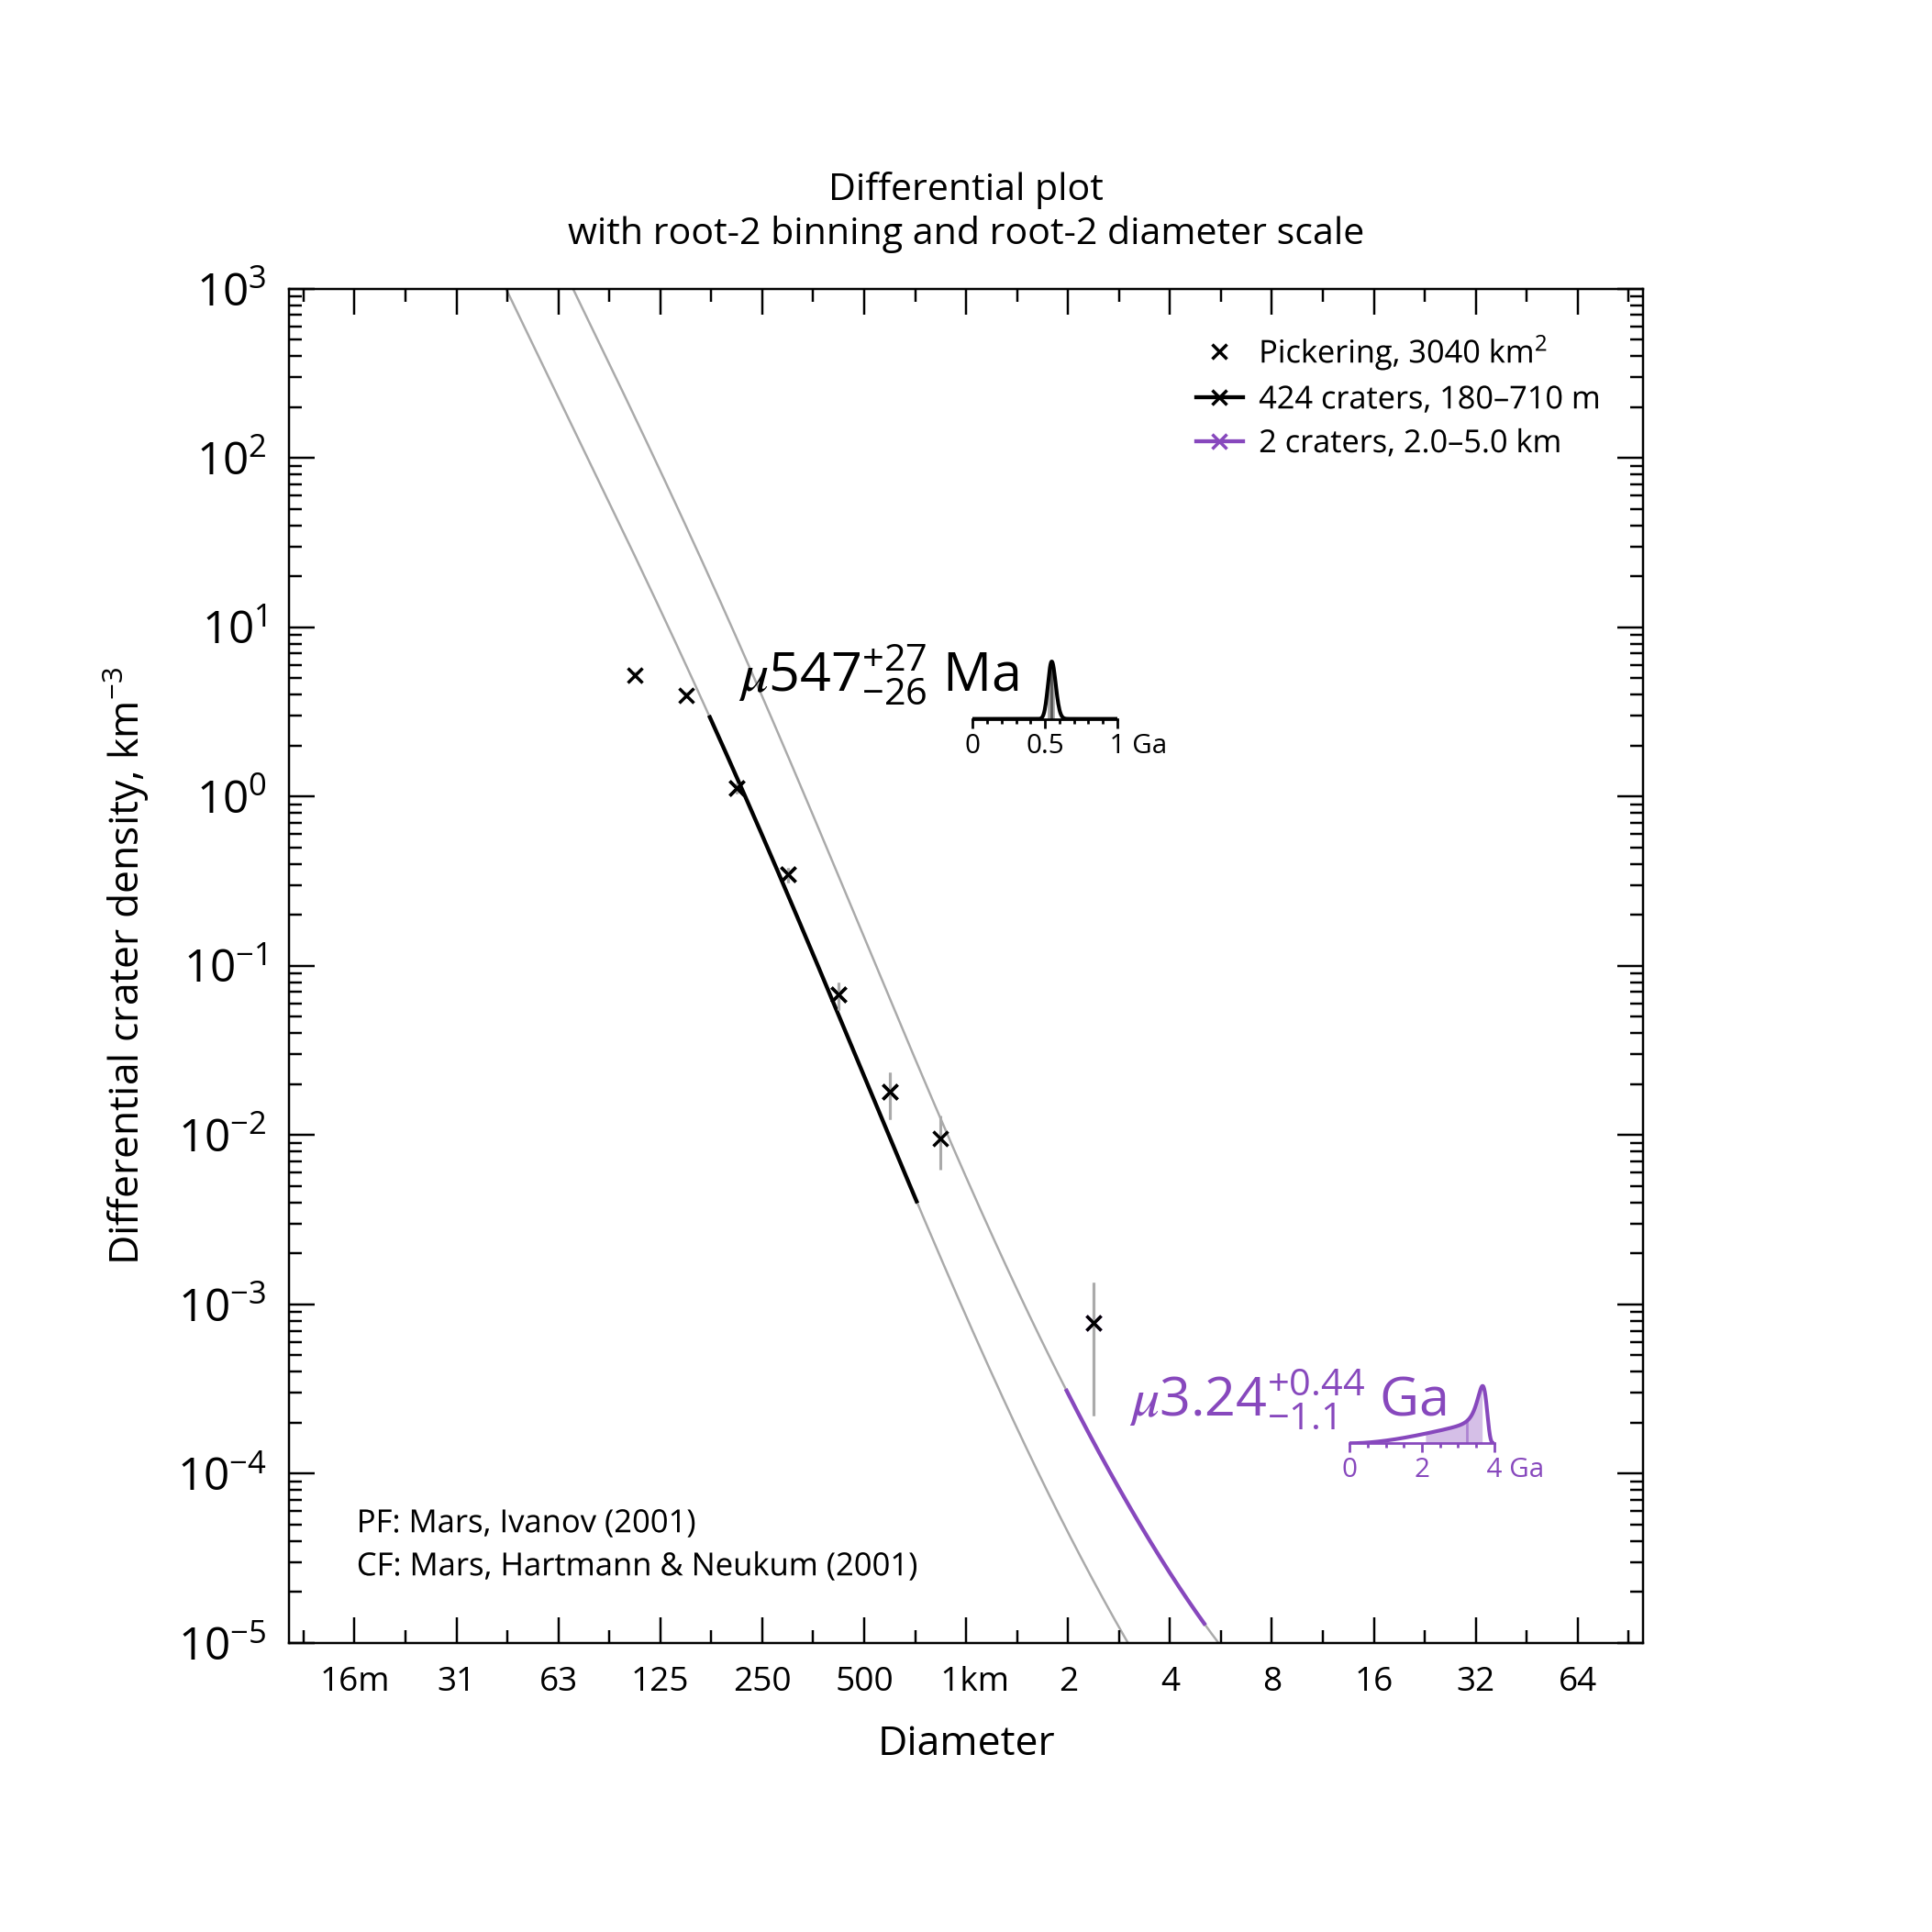 Differential plot
with root-2 binning and root-2 diameter scale
Differential crater density, km⁻³
10³
10²
10¹
10⁰
10⁻¹
10⁻²
10⁻³
10⁻⁴
10⁻⁵
× Pickering, 3040 km²
424 craters, 180–710 m
2 craters, 2.0–5.0 km
μ547 +27 −26 Ma
0 0.5 1 Ga
μ3.24 +0.44 −1.1 Ga
0 2 4 Ga
PF: Mars, Ivanov (2001)
CF: Mars, Hartmann & Neukum (2001)
16m 31 63 125 250 500 1km 2 4 8 16 32 64
Diameter